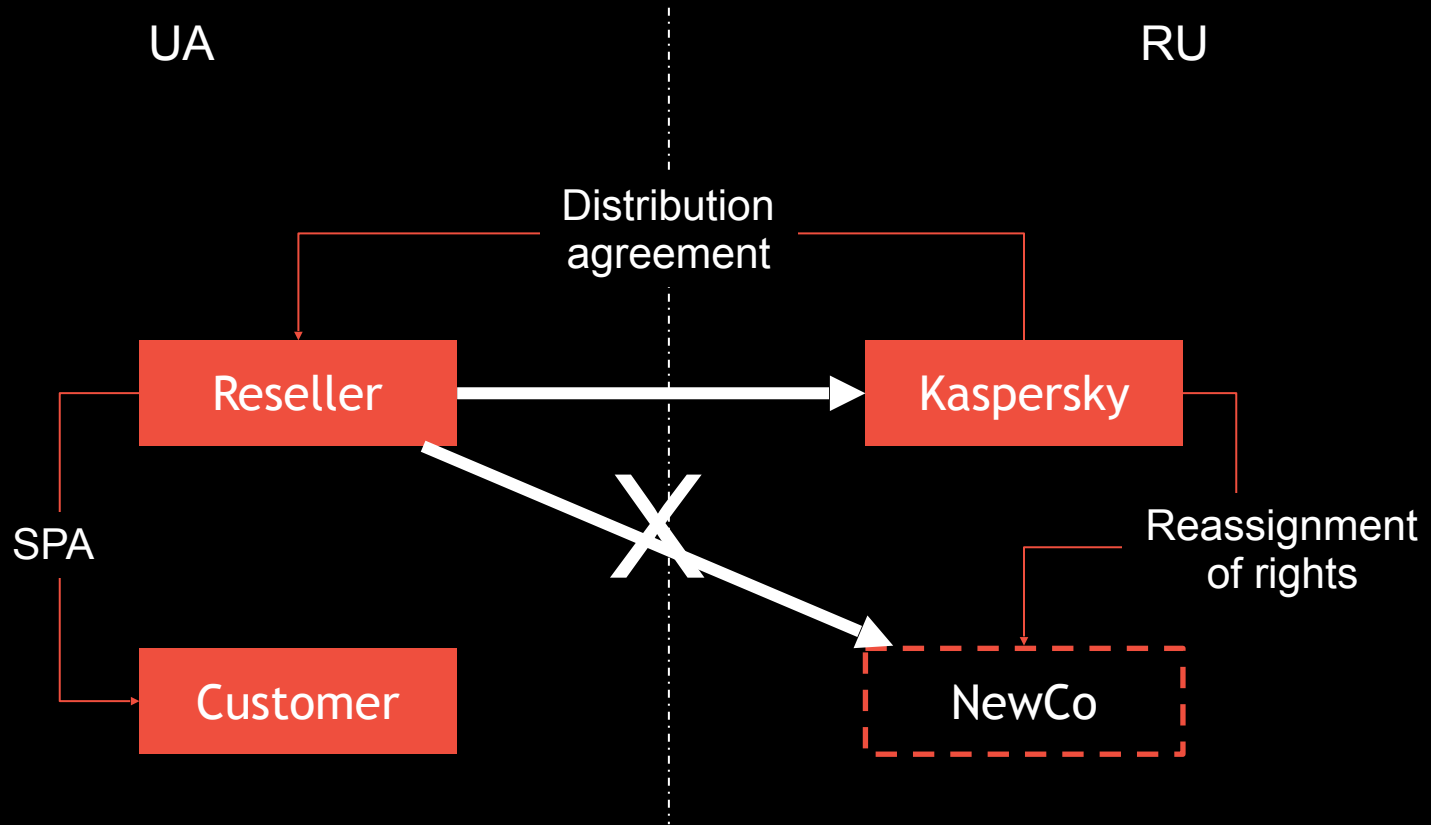 UA
RU
Distribution
agreement
Reseller
Kaspersky
X
SPA
Reassignment
of rights
Customer
NewCo